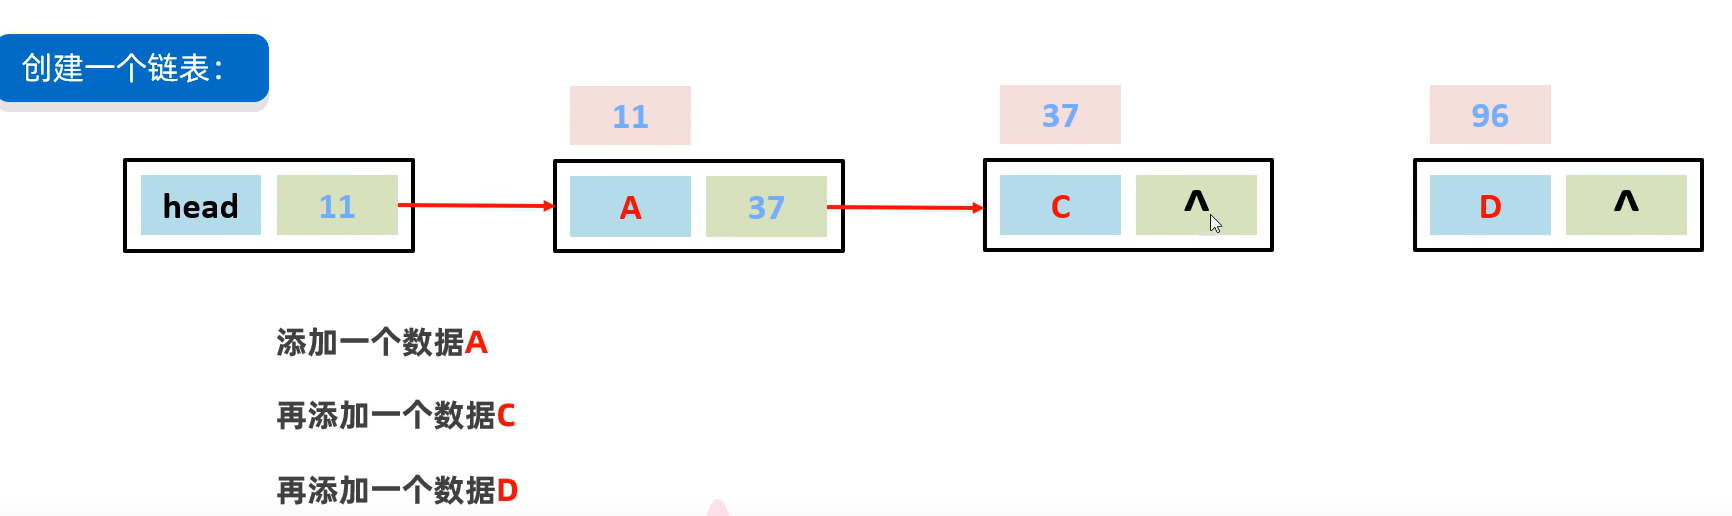 创建一个链表：
11 37 96
head 11 A 37 C ^ D ^
添加一个数据A
再添加一个数据C
再添加一个数据D